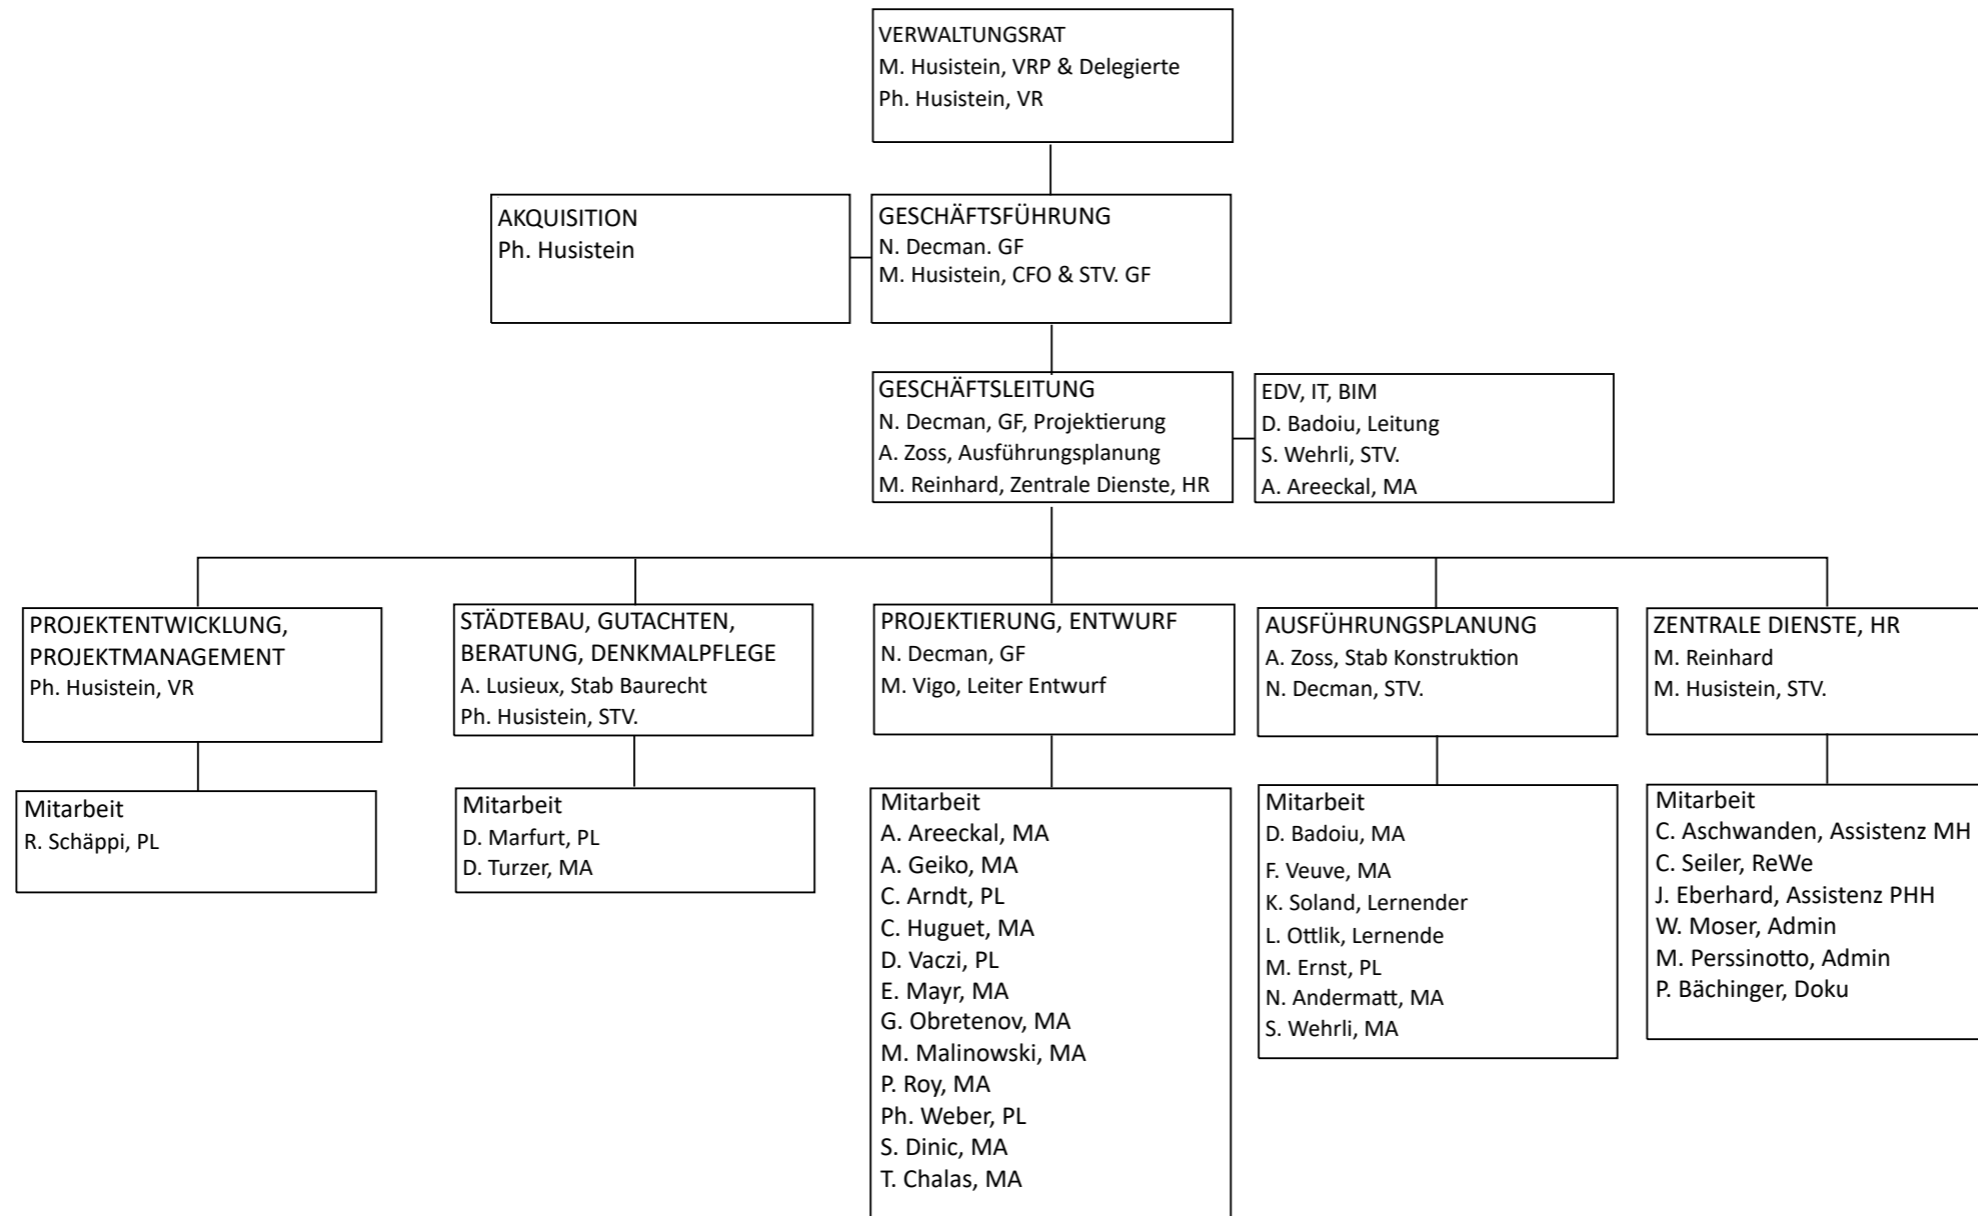 VERWALTUNGSRAT
M. Husistein, VRP & Delegierte
Ph. Husistein, VR
AKQUISITION
Ph. Husistein
GESCHÄFTSFÜHRUNG
N. Decman. GF
M. Husistein, CFO & STV. GF
GESCHÄFTSLEITUNG
N. Decman, GF, Projektierung
A. Zoss, Ausführungsplanung
M. Reinhard, Zentrale Dienste, HR
EDV, IT, BIM
D. Badoiu, Leitung
S. Wehrli, STV.
A. Areeckal, MA
PROJEKTENTWICKLUNG,
PROJEKTMANAGEMENT
Ph. Husistein, VR
STÄDTEBAU, GUTACHTEN,
BERATUNG, DENKMALPFLEGE
A. Lusieux, Stab Baurecht
Ph. Husistein, STV.
PROJEKTIERUNG, ENTWURF
N. Decman, GF
M. Vigo, Leiter Entwurf
AUSFÜHRUNGSPLANUNG
A. Zoss, Stab Konstruktion
N. Decman, STV.
ZENTRALE DIENSTE, HR
M. Reinhard
M. Husistein, STV.
Mitarbeit
R. Schäppi, PL
Mitarbeit
D. Marfurt, PL
D. Turzer, MA
Mitarbeit
A. Areeckal, MA
A. Geiko, MA
C. Arndt, PL
C. Huguet, MA
D. Vaczi, PL
E. Mayr, MA
G. Obretenov, MA
M. Malinowski, MA
P. Roy, MA
Ph. Weber, PL
S. Dinic, MA
T. Chalas, MA
Mitarbeit
D. Badoiu, MA
F. Veuve, MA
K. Soland, Lernender
L. Ottlik, Lernende
M. Ernst, PL
N. Andermatt, MA
S. Wehrli, MA
Mitarbeit
C. Aschwanden, Assistenz MH
C. Seiler, ReWe
J. Eberhard, Assistenz PHH
W. Moser, Admin
M. Perssinotto, Admin
P. Bächinger, Doku